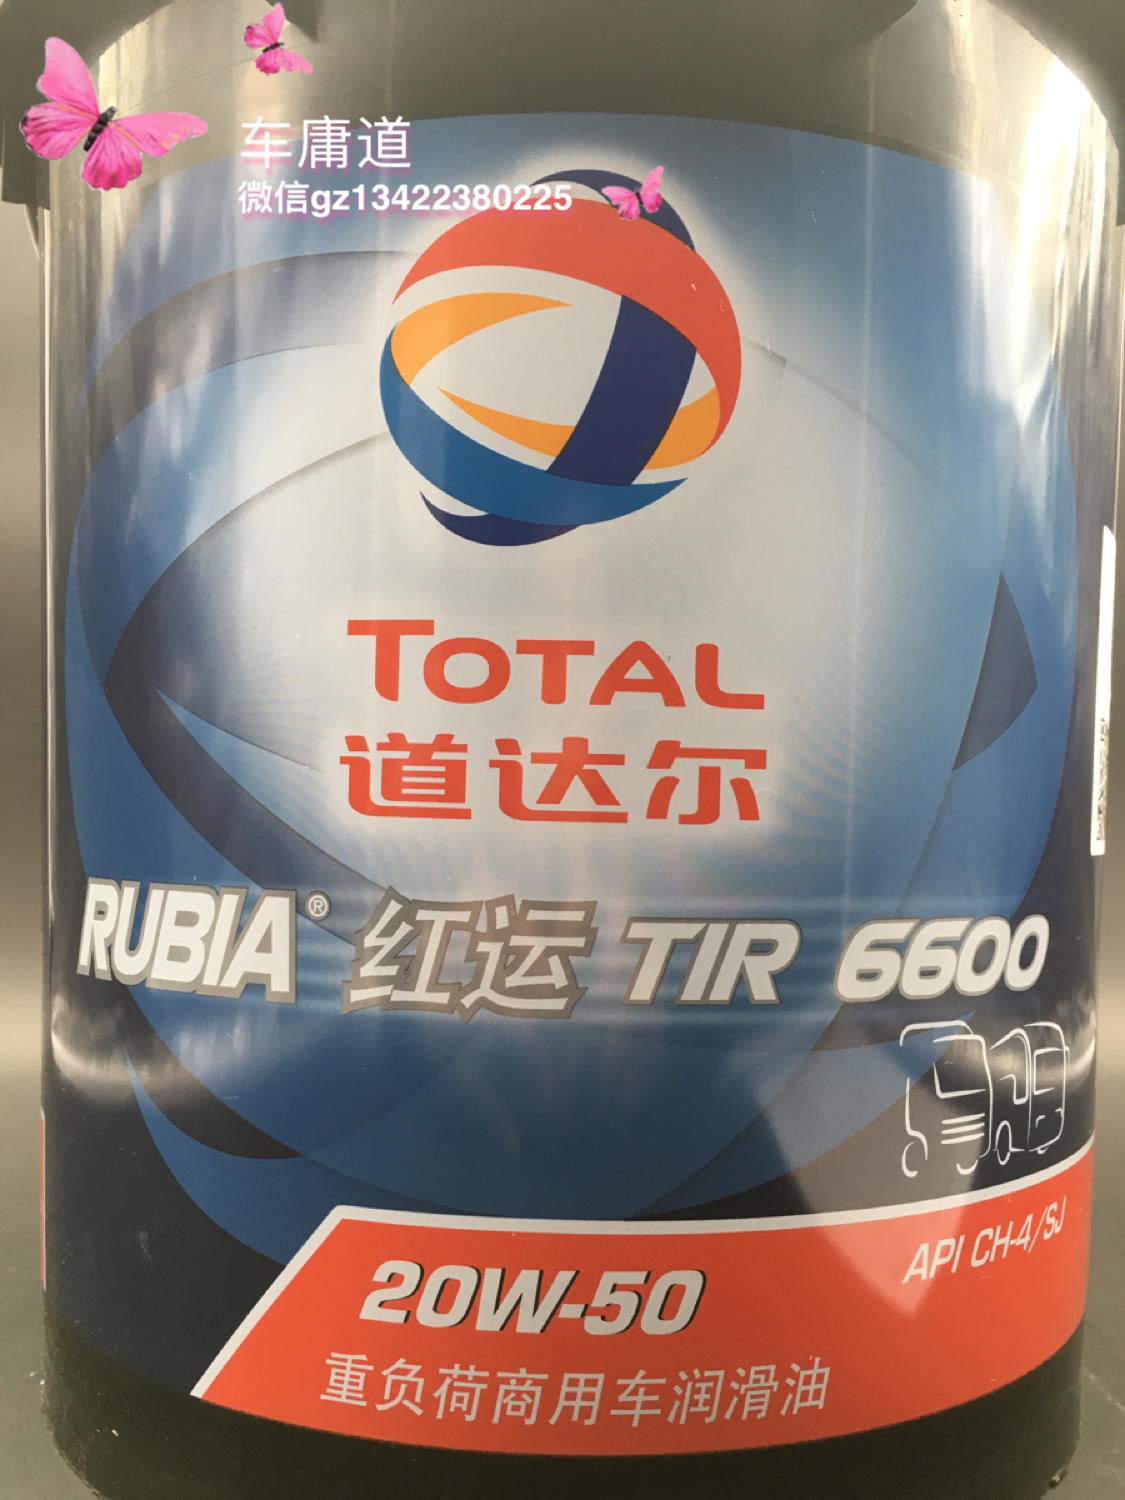 车庸道
微信gz13422380225
TOTAL
道达尔
RUBIA® 红运 TIR 6600
API CH-4/SJ
20W-50
重负荷商用车润滑油